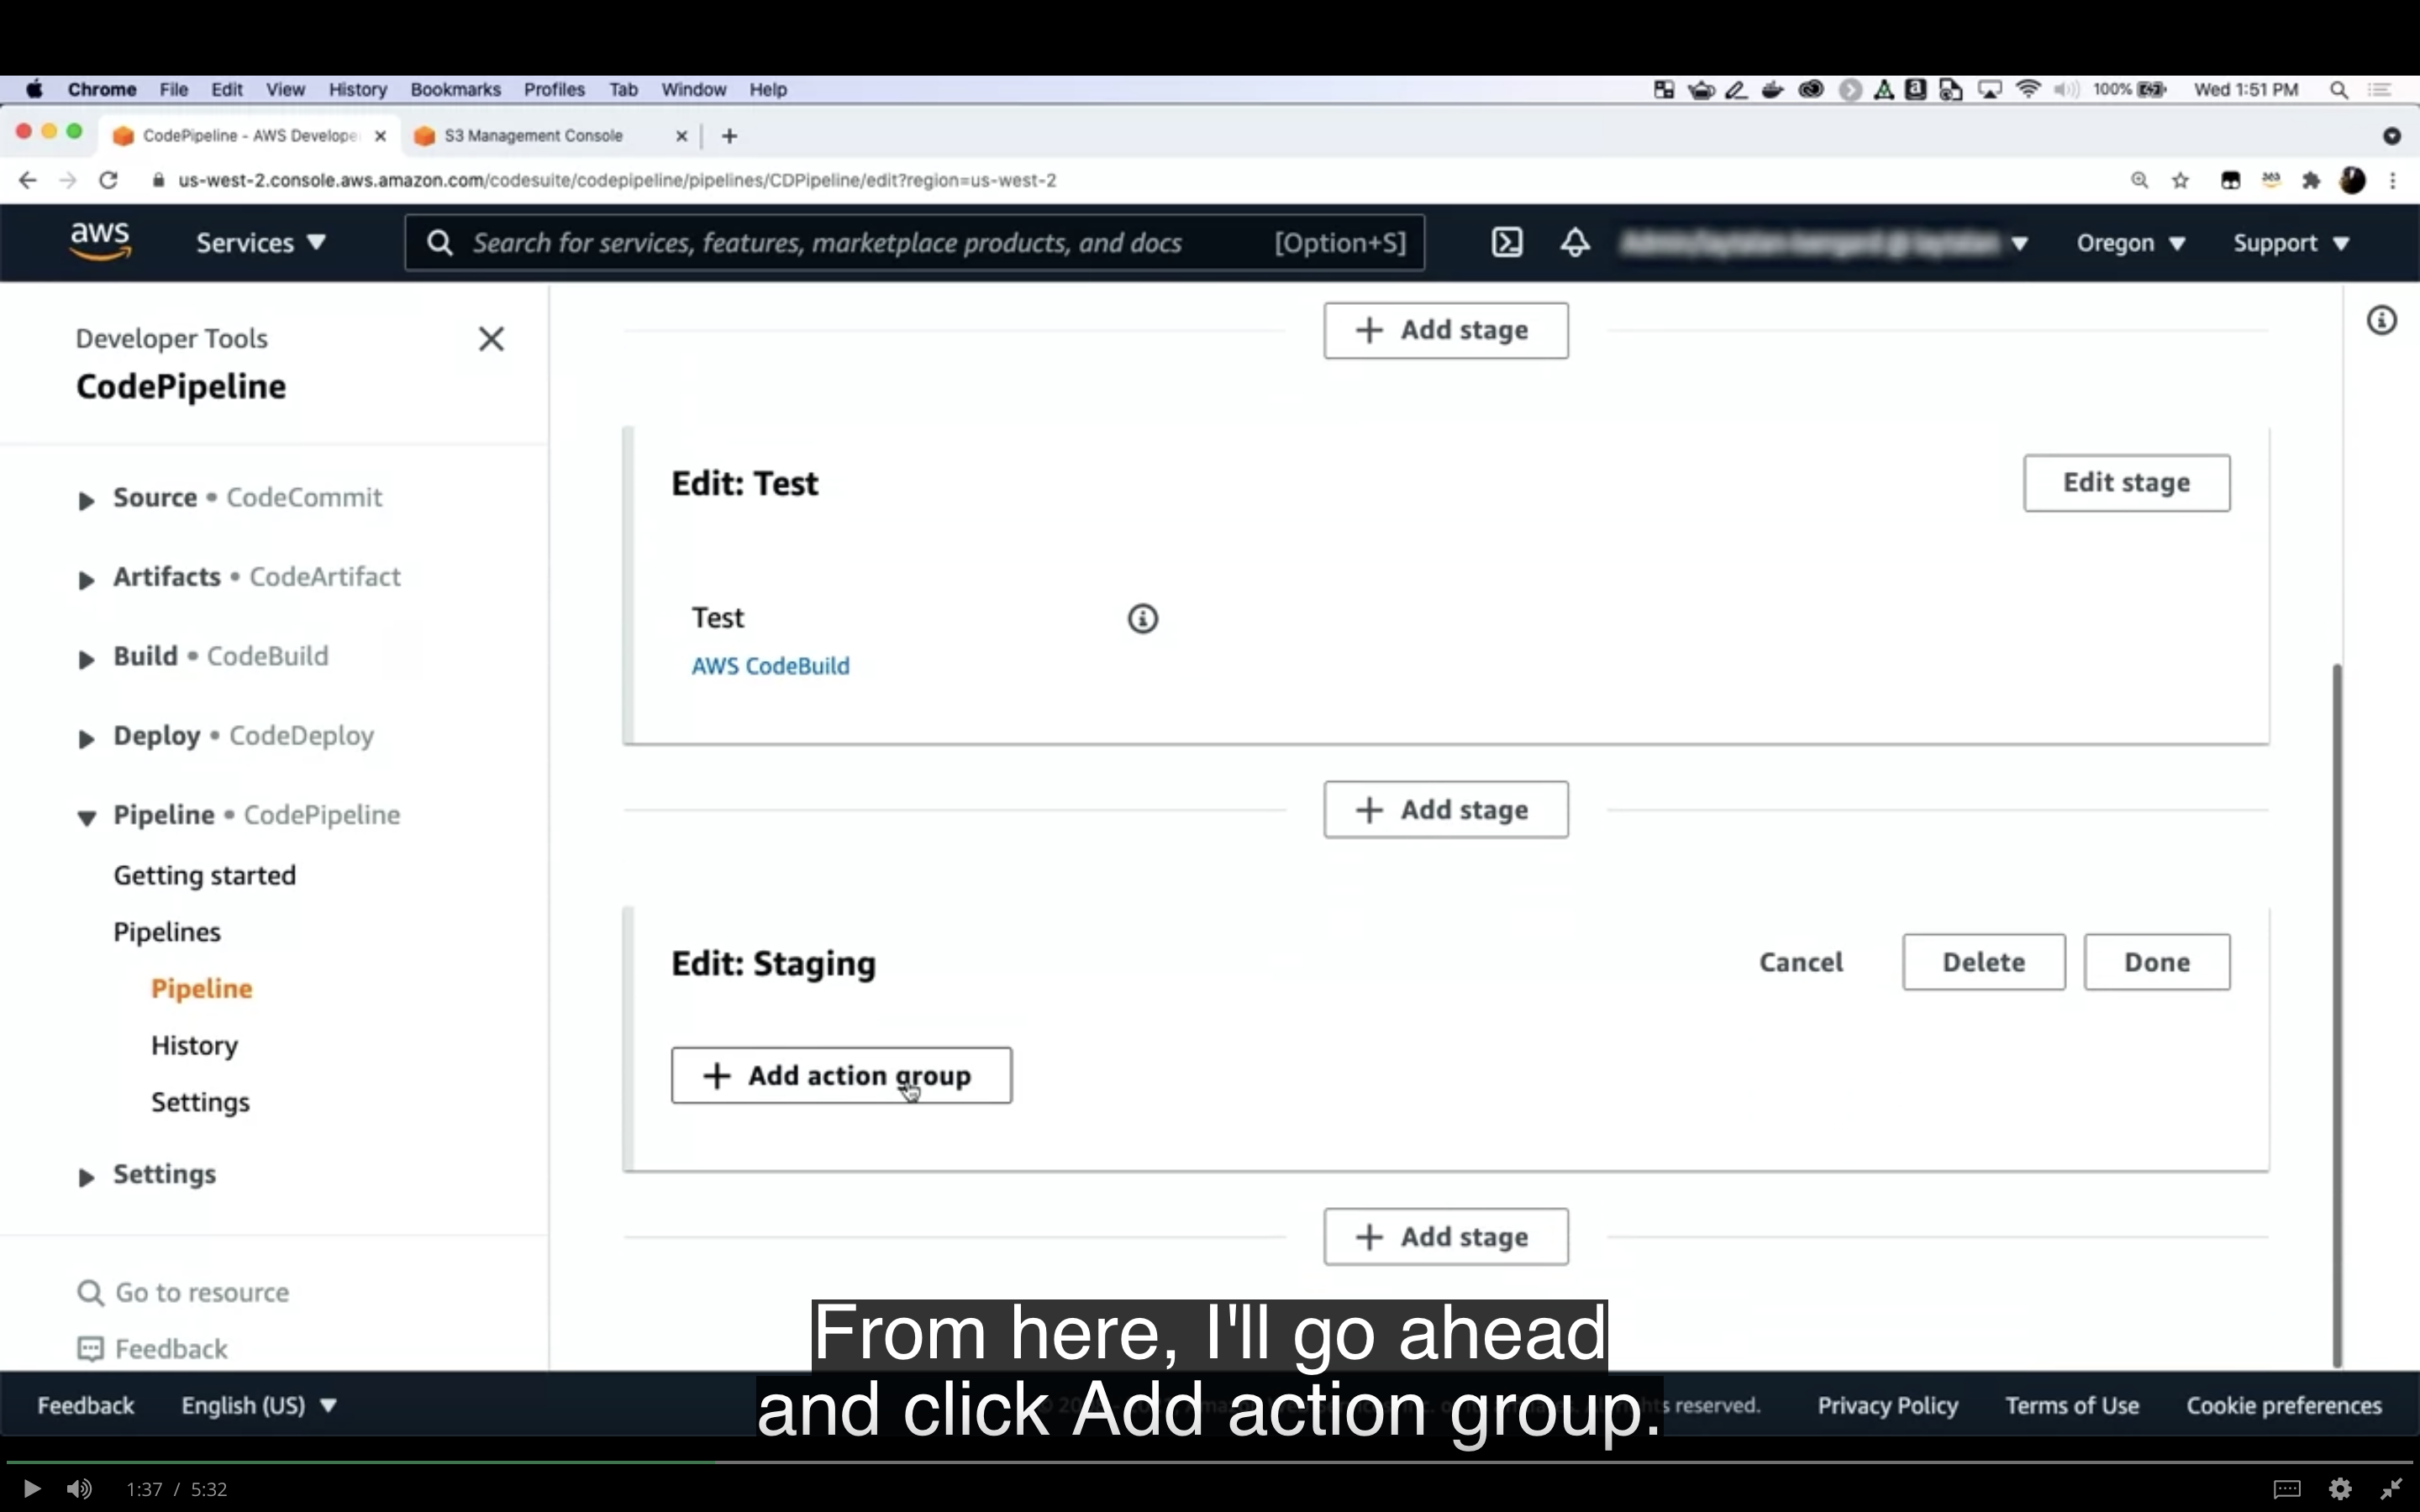 Chrome File Edit View History Bookmarks Profiles Tab Window Help 100% Wed 1:51 PM
CodePipeline - AWS Develope S3 Management Console
us-west-2.console.aws.amazon.com/codesuite/codepipeline/pipelines/CDPipeline/edit?region=us-west-2
aws Services Search for services, features, marketplace products, and docs [Option+S] Oregon Support
Developer Tools
CodePipeline
Source • CodeCommit
Artifacts • CodeArtifact
Build • CodeBuild
Deploy • CodeDeploy
Pipeline • CodePipeline
Getting started
Pipelines
Pipeline
History
Settings
Settings
Go to resource
Feedback
+ Add stage
Edit: Test Edit stage
Test
AWS CodeBuild
+ Add stage
Edit: Staging Cancel Delete Done
+ Add action group
+ Add stage
From here, I'll go ahead
and click Add action group.
Feedback English (US) reserved. Privacy Policy Terms of Use Cookie preferences
1:37 / 5:32